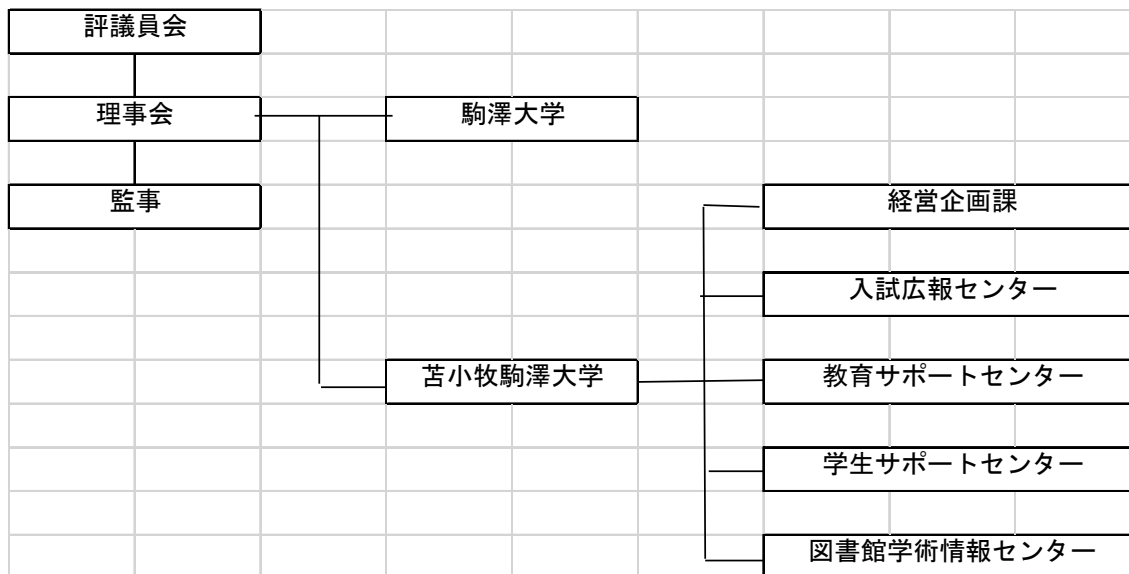 評議員会
理事会
駒澤大学
監事
経営企画課
入試広報センター
苫小牧駒澤大学
教育サポートセンター
学生サポートセンター
図書館学術情報センター